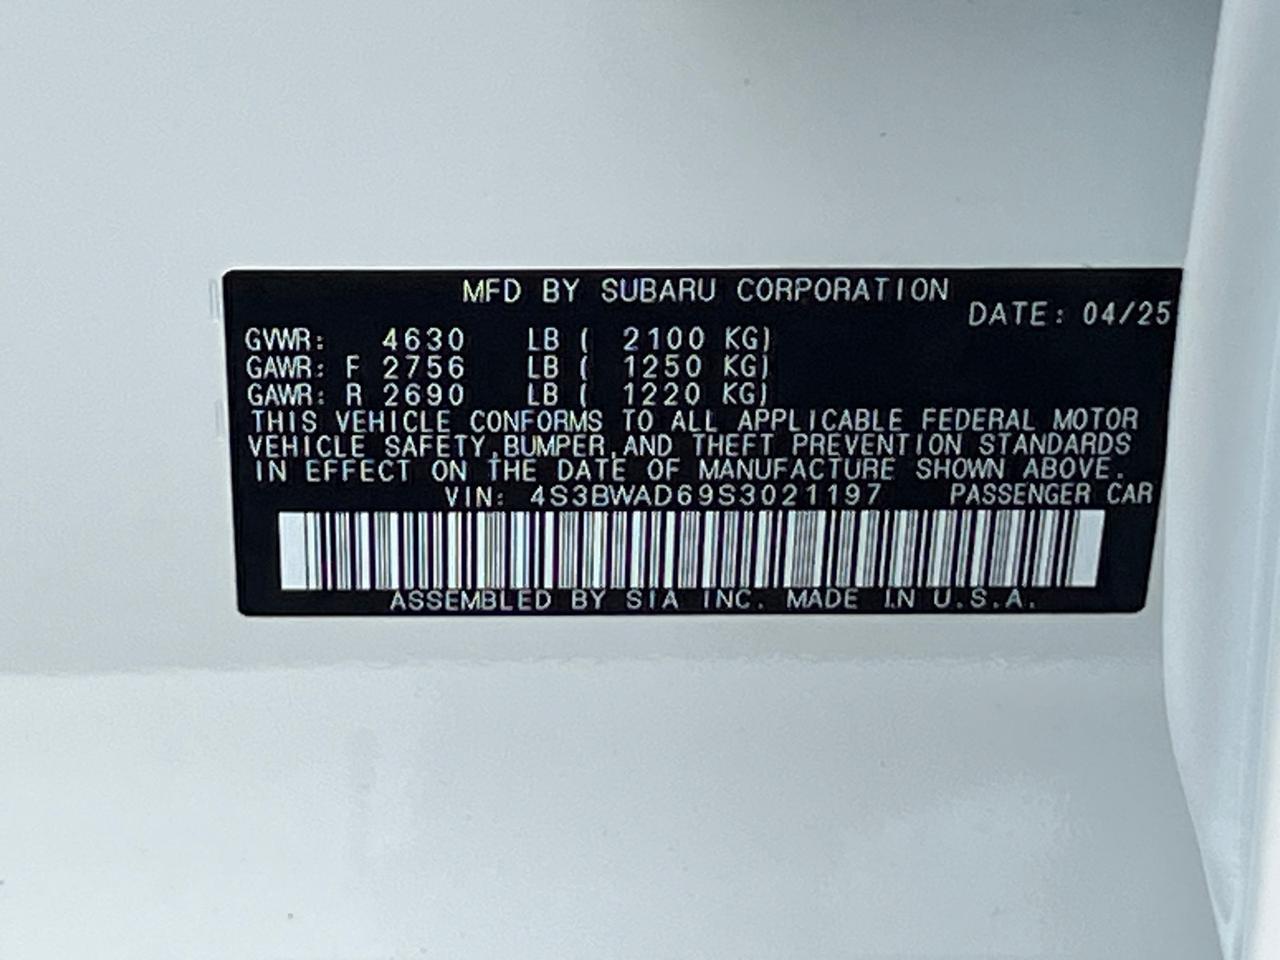 MFD BY SUBARU CORPORATION
DATE: 04/25
GVWR: 4630 LB ( 2100 KG)
GAWR: F 2756 LB ( 1250 KG)
GAWR: R 2690 LB ( 1220 KG)
THIS VEHICLE CONFORMS TO ALL APPLICABLE FEDERAL MOTOR
VEHICLE SAFETY,BUMPER,AND THEFT PREVENTION STANDARDS
IN EFFECT ON THE DATE OF MANUFACTURE SHOWN ABOVE.
VIN: 4S3BWAD69S3021197 PASSENGER CAR
ASSEMBLED BY SIA INC. MADE IN U.S.A.